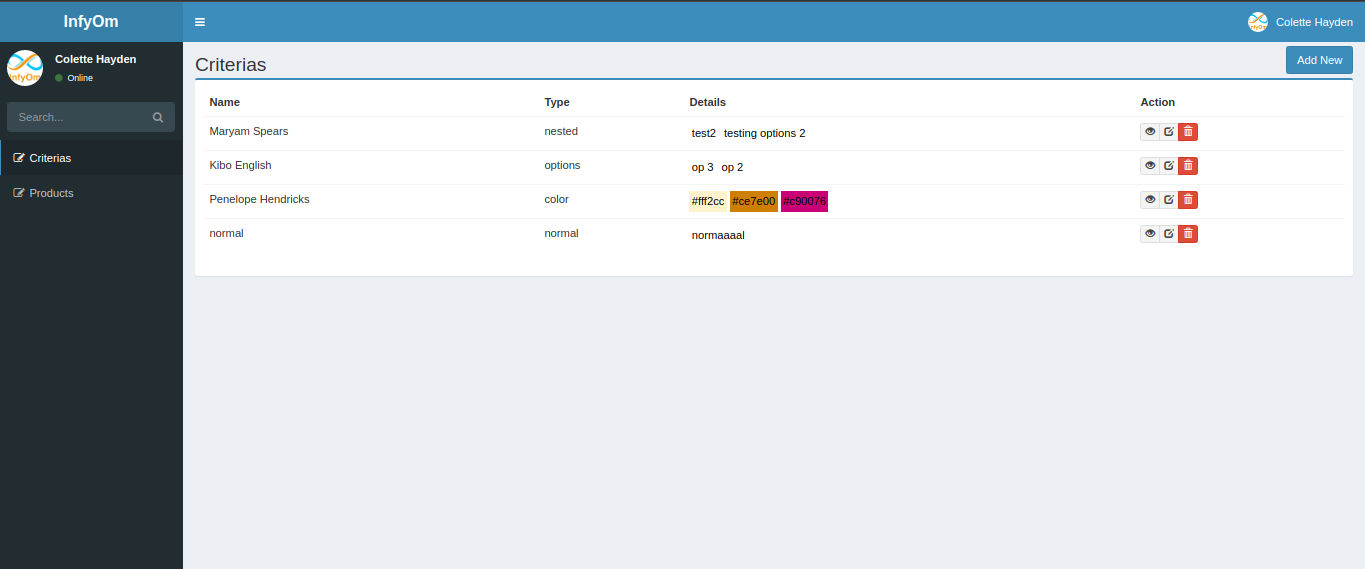 InfyOm
Colette Hayden
InfyOm
Colette Hayden
Online
InfyOm
Search...
Criterias
Products
Criterias
Add New
Name Type Details Action
Maryam Spears nested test2 testing options 2
Kibo English options op 3 op 2
Penelope Hendricks color #fff2cc #ce7e00 #c90076
normal normal normaaaal